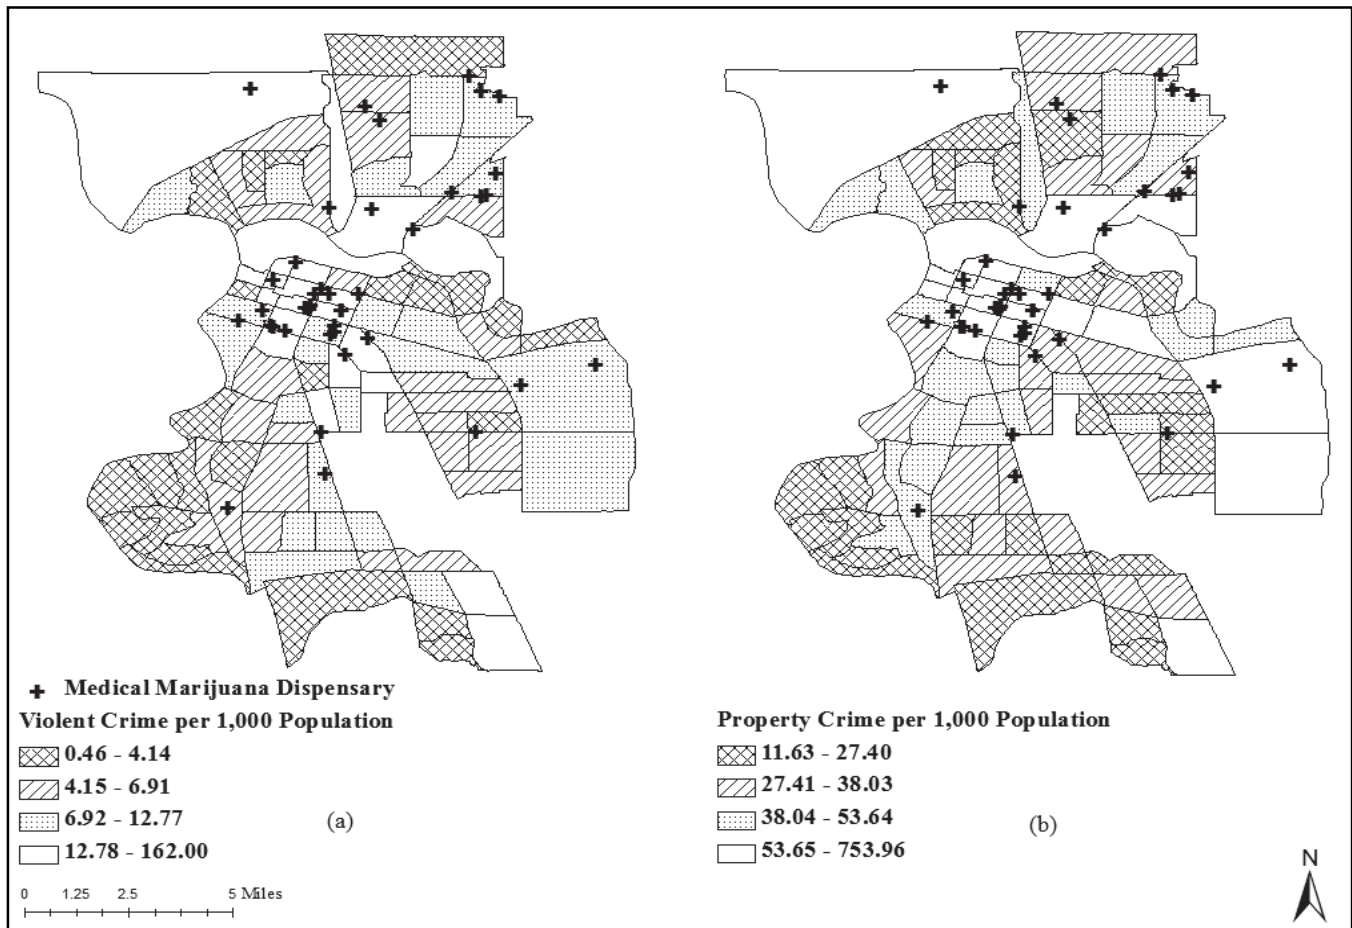 Medical Marijuana Dispensary
Violent Crime per 1,000 Population
0.46 - 4.14
4.15 - 6.91
6.92 - 12.77
12.78 - 162.00
(a)
0 1.25 2.5 5 Miles
Property Crime per 1,000 Population
11.63 - 27.40
27.41 - 38.03
38.04 - 53.64
53.65 - 753.96
(b)
N